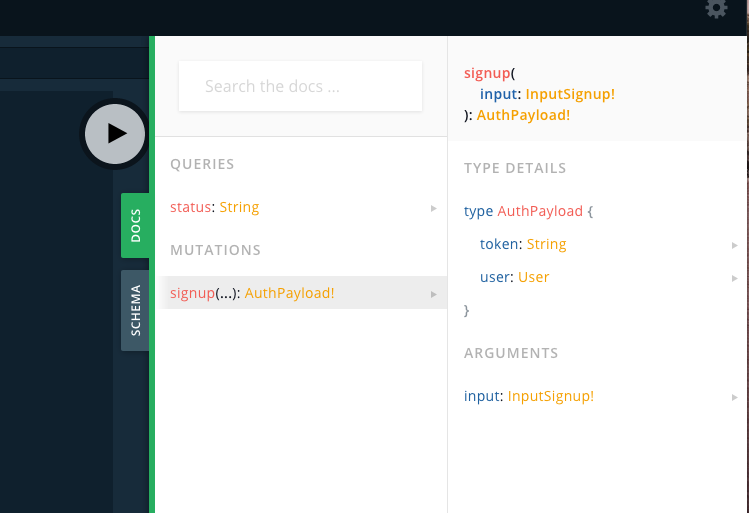 DOCS
SCHEMA
Search the docs ...
QUERIES
status: String
MUTATIONS
signup(...): AuthPayload!
signup(
input: InputSignup!
): AuthPayload!
TYPE DETAILS
type AuthPayload {
token: String
user: User
}
ARGUMENTS
input: InputSignup!